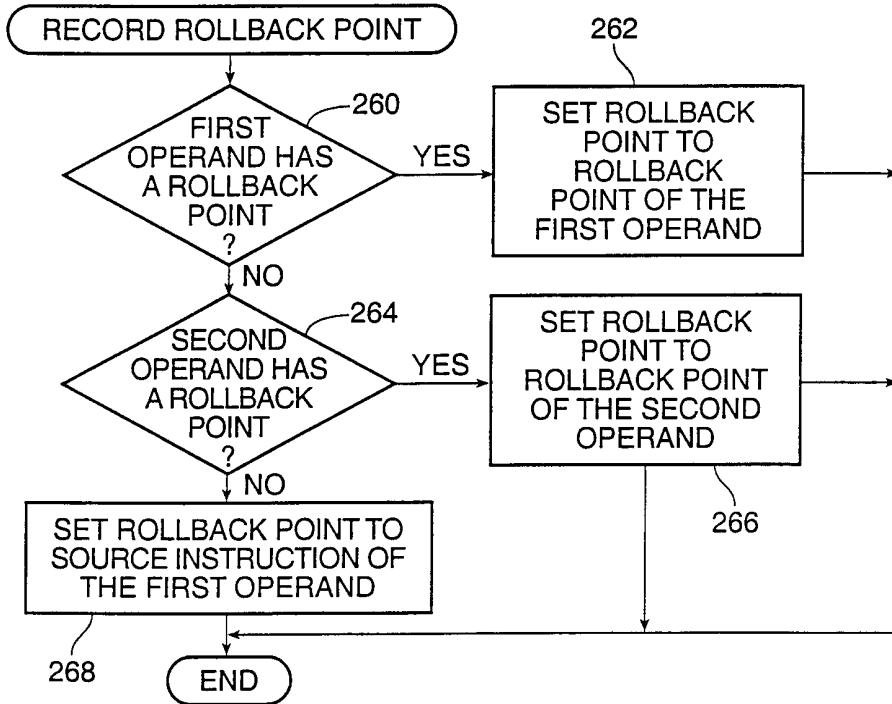 RECORD ROLLBACK POINT
260
FIRST
OPERAND HAS
A ROLLBACK
POINT
?
YES
NO
262
SET ROLLBACK
POINT TO
ROLLBACK
POINT OF THE
FIRST OPERAND
264
SECOND
OPERAND HAS
A ROLLBACK
POINT
?
YES
NO
SET ROLLBACK
POINT TO
ROLLBACK POINT
OF THE SECOND
OPERAND
266
SET ROLLBACK POINT TO
SOURCE INSTRUCTION OF
THE FIRST OPERAND
268
END